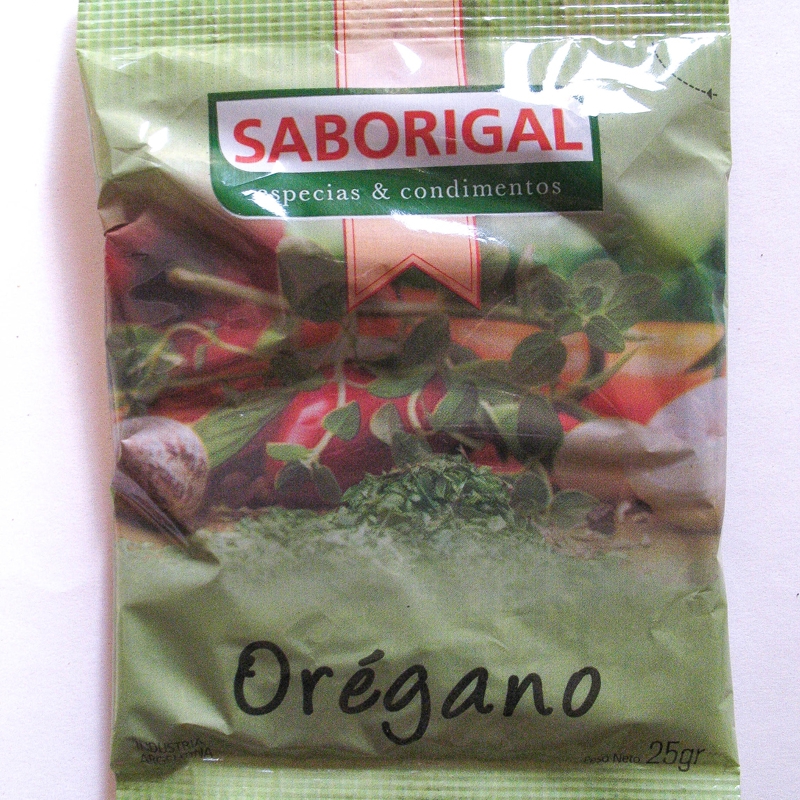 SABORIGAL
especias & condimentos
Orégano
INDUSTRIA
ARGENTINA
Peso Neto 25gr